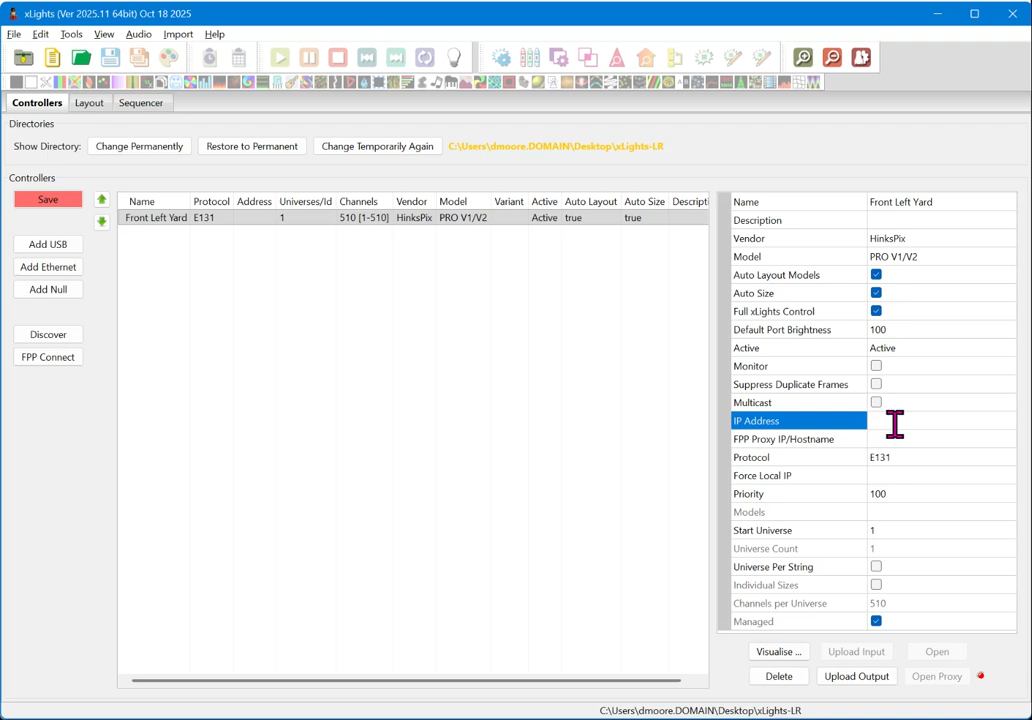 xLights (Ver 2025.11 64bit) Oct 18 2025
File Edit Tools View Audio Import Help
Controllers Layout Sequencer
Directories
Show Directory: Change Permanently Restore to Permanent Change Temporarily Again C:\Users\dmoore.DOMAIN\Desktop\xLights-LR
Controllers
Save
Add USB
Add Ethernet
Add Null
Discover
FPP Connect
Name Protocol Address Universes/Id Channels Vendor Model Variant Active Auto Layout Auto Size Descripti
Front Left Yard E131 1 510 [1-510] HinksPix PRO V1/V2 Active true true
Name Front Left Yard
Description
Vendor HinksPix
Model PRO V1/V2
Auto Layout Models
Auto Size
Full xLights Control
Default Port Brightness 100
Active Active
Monitor
Suppress Duplicate Frames
Multicast
IP Address
FPP Proxy IP/Hostname
Protocol E131
Force Local IP
Priority 100
Models
Start Universe 1
Universe Count 1
Universe Per String
Individual Sizes
Channels per Universe 510
Managed
Visualise ... Upload Input Open
Delete Upload Output Open Proxy
C:\Users\dmoore.DOMAIN\Desktop\xLights-LR